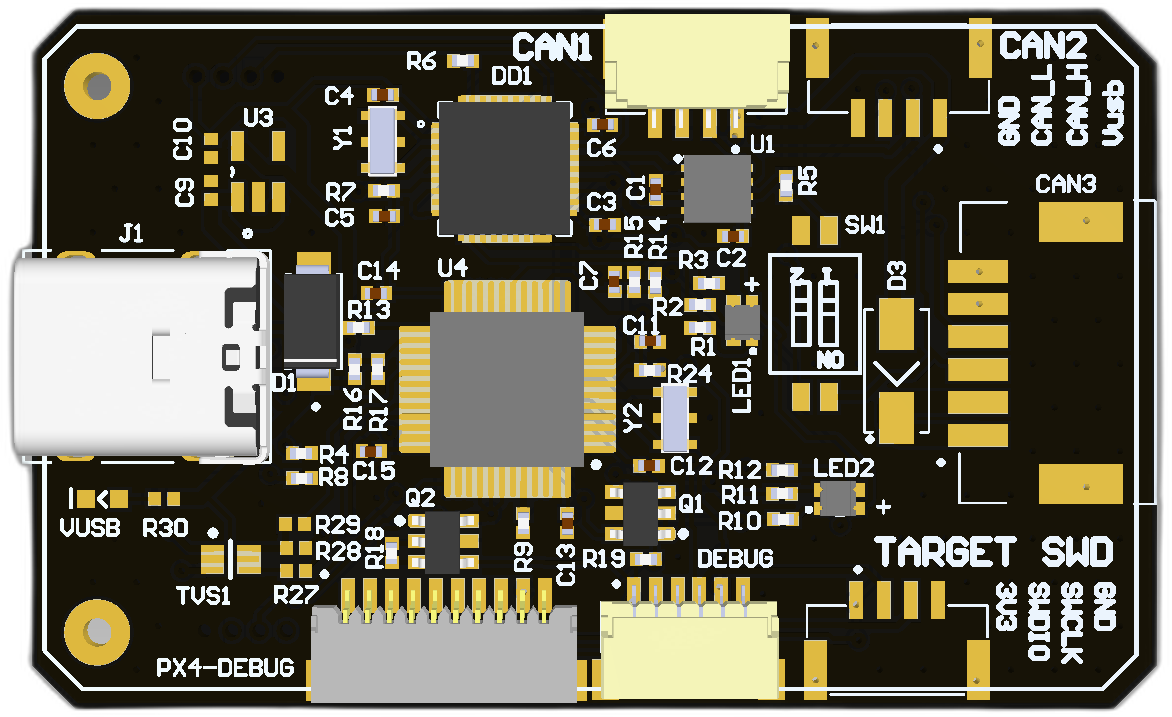 CAN1
CAN2
R6
DD1
GND
CAN_L
CAN_H
Vusb
C4
C10
U3
Y1
C6
U1
C9
R7
C5
C1
R5
CAN3
C3
J1
R15
R14
C2
SW1
C14
U4
C7
R3
+
D3
2
1
R13
R2
C11
R1
LED1
ON
D1
R16
R17
R24
Y2
R4
C15
R8
C12
R12
LED2
R11
R10
+
VUSB
R30
Q2
Q1
R29
R28
R18
R9
C13
R19
DEBUG
TARGET SWD
TVS1
R27
3V3
SWDIO
SWCLK
GND
PX4-DEBUG